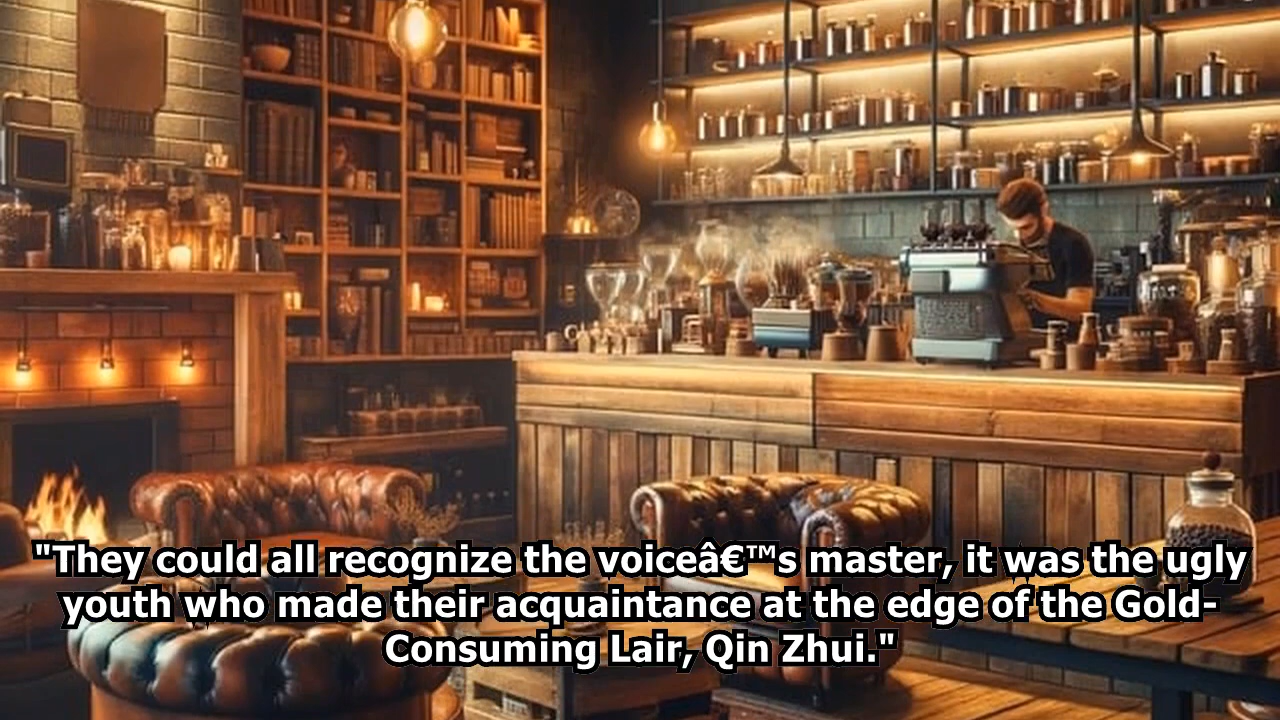 "They could all recognize the voiceâ€™s master, it was the ugly
youth who made their acquaintance at the edge of the Gold-
Consuming Lair, Qin Zhui."